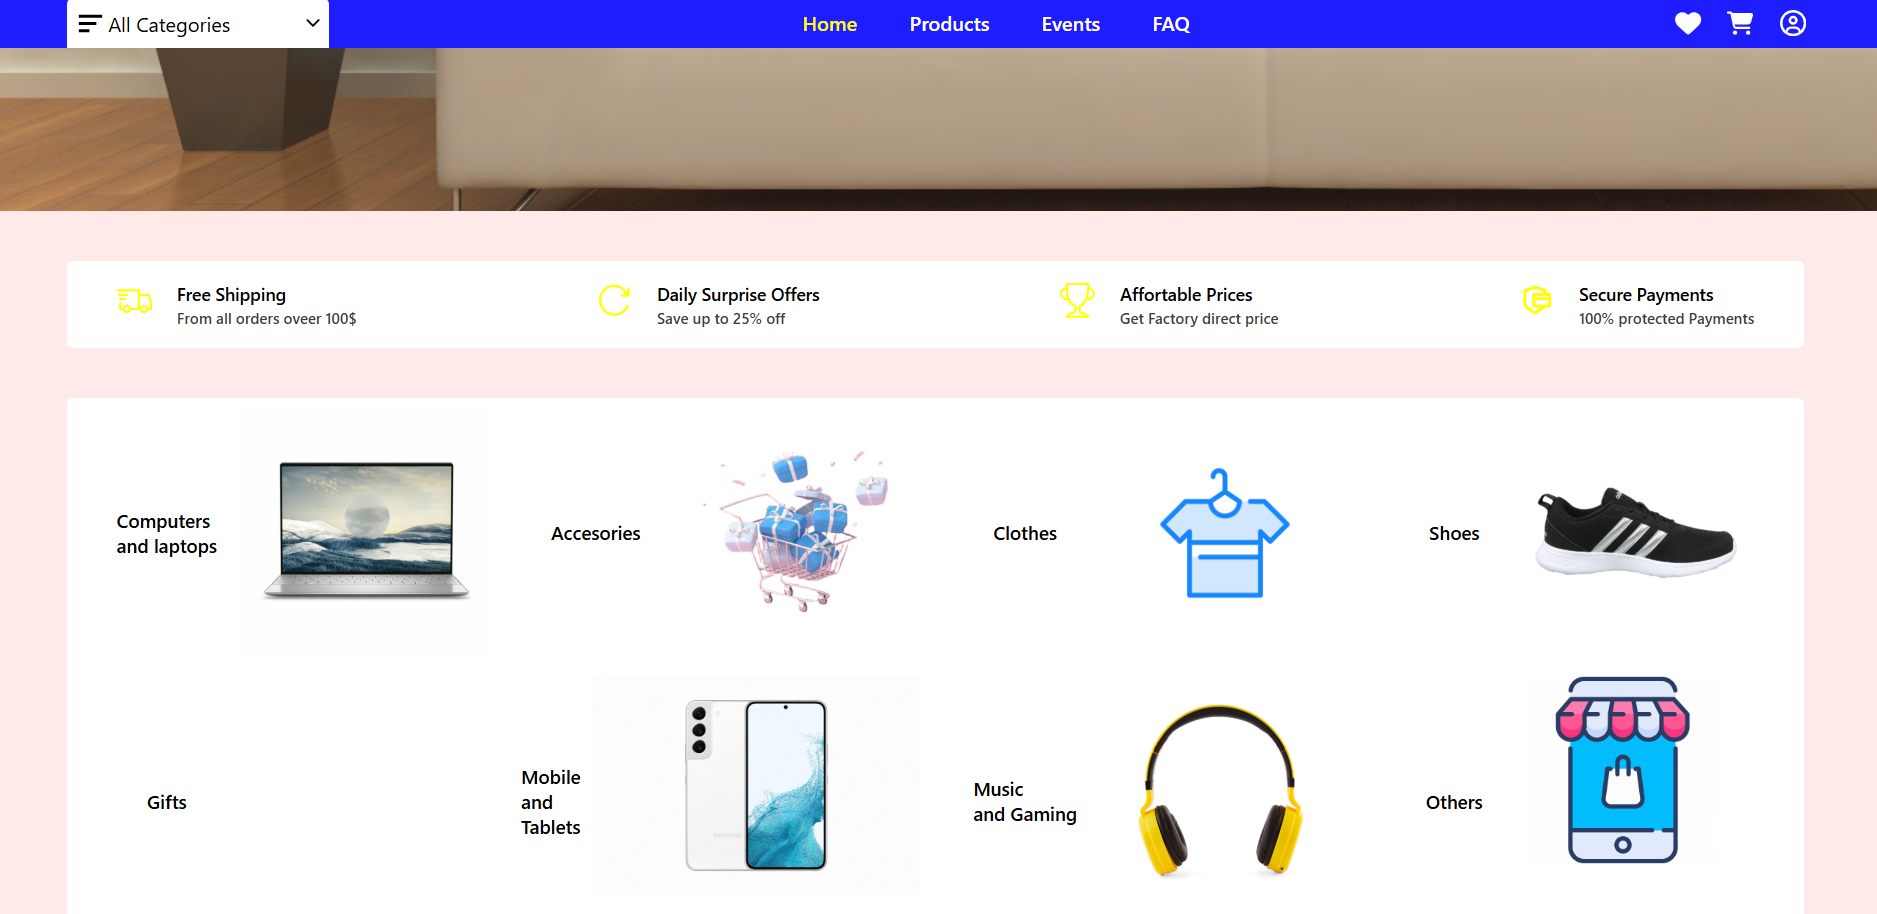 All Categories
Home
Products
Events
FAQ
Free Shipping
From all orders oveer 100$
Daily Surprise Offers
Save up to 25% off
Affortable Prices
Get Factory direct price
Secure Payments
100% protected Payments
Computers
and laptops
Accesories
Clothes
Shoes
Gifts
Mobile
and
Tablets
SAMSUNG
Music
and Gaming
Others